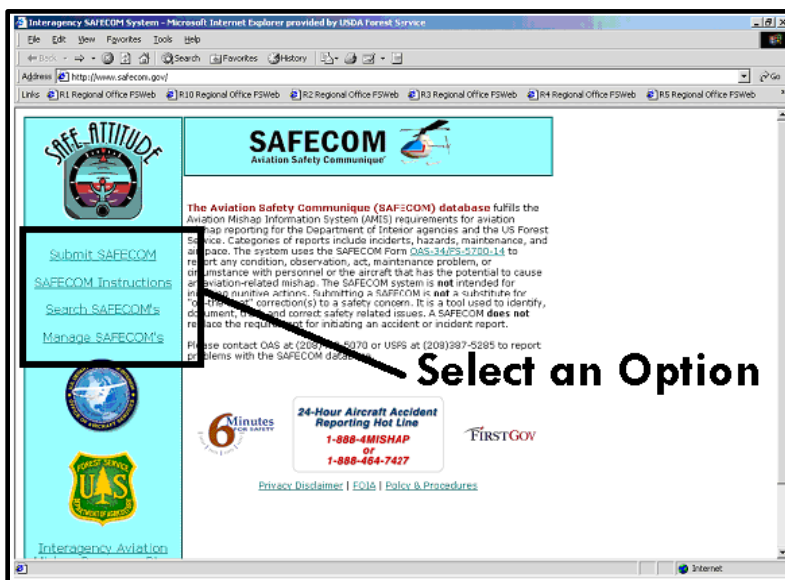 Interagency SAFECOM System - Microsoft Internet Explorer provided by USDA Forest Service
File Edit View Favorites Tools Help
Back Search Favorites History
Address http://www.safecom.gov/ Go
Links R1 Regional Office FSWeb R10 Regional Office FSWeb R2 Regional Office FSWeb R3 Regional Office FSWeb R4 Regional Office FSWeb R5 Regional Office FSWeb
SAFE ATTITUDE
SAFECOM
Aviation Safety Communique'
Submit SAFECOM
SAFECOM Instructions
Search SAFECOM's
Manage SAFECOM's
The Aviation Safety Communique (SAFECOM) database fulfills the
Aviation Mishap Information System (AMIS) requirements for aviation
mishap reporting for the Department of Interior agencies and the US Forest
Service. Categories of reports include incidents, hazards, maintenance, and
airspace. The system uses the SAFECOM Form OAS-34/FS-5700-14 to
report any condition, observation, act, maintenance problem, or
circumstance with personnel or the aircraft that has the potential to cause
an aviation-related mishap. The SAFECOM system is not intended for
initiating punitive actions. Submitting a SAFECOM is not a substitute for
"on-the-spot" correction(s) to a safety concern. It is a tool used to identify,
document, track and correct safety related issues. A SAFECOM does not
replace the requirement for initiating an accident or incident report.
Please contact OAS at (208) -5070 or USFS at (208)387-5285 to report
problems with the SAFECOM database.
Select an Option
6 Minutes
FOR SAFETY
24-Hour Aircraft Accident
Reporting Hot Line
1-888-4MISHAP
or
1-888-464-7427
FIRSTGOV
Privacy Disclaimer | FOIA | Policy & Procedures
OFFICE OF AIRCRAFT SERVICES
FOREST SERVICE
U S
DEPARTMENT OF AGRICULTURE
Interagency Aviation
Internet